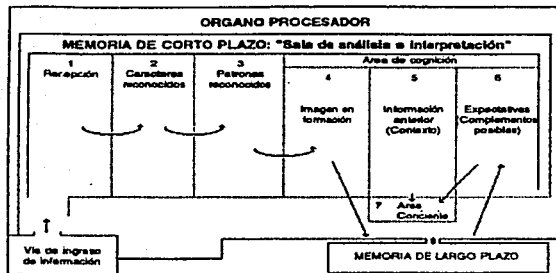 ORGANO PROCESADOR
MEMORIA DE CORTO PLAZO: "Sala de análisis e interpretación"
Area de cognición
1
Recepción
2
Caracteres
reconocidos
3
Patrones
reconocidos
4
Imagen en
formación
5
Información
anterior
(Contexto)
6
Expectativas
(Complementos
posibles)
7 Area
Conciente
Vía de ingreso
de información
MEMORIA DE LARGO PLAZO